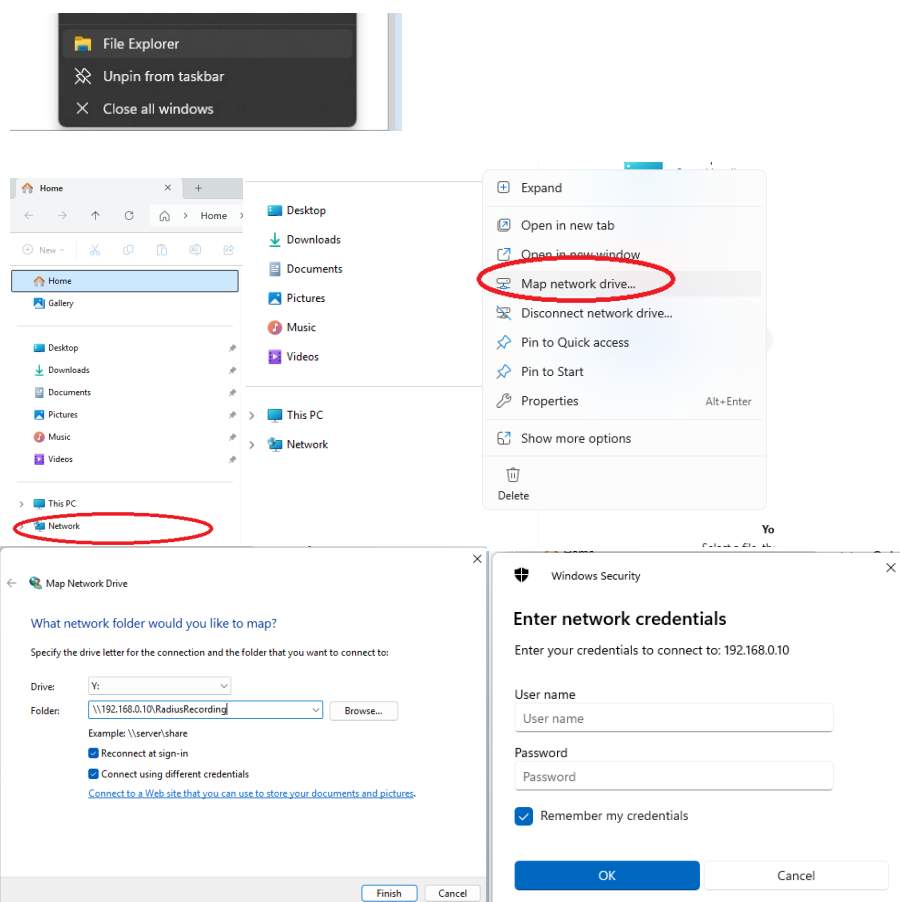 File Explorer
Unpin from taskbar
Close all windows
Home
Home
New
Home
Gallery
Desktop
Downloads
Documents
Pictures
Music
Videos
This PC
Network
Desktop
Downloads
Documents
Pictures
Music
Videos
This PC
Network
Expand
Open in new tab
Open in new window
Map network drive...
Disconnect network drive...
Pin to Quick access
Pin to Start
Properties Alt+Enter
Show more options
Delete
Yo
Map Network Drive
What network folder would you like to map?
Specify the drive letter for the connection and the folder that you want to connect to:
Drive: Y:
Folder: \\192.168.0.10\RadiusRecording Browse...
Example: \\server\share
Reconnect at sign-in
Connect using different credentials
Connect to a Web site that you can use to store your documents and pictures.
Finish Cancel
Windows Security
Enter network credentials
Enter your credentials to connect to: 192.168.0.10
User name
User name
Password
Password
Remember my credentials
OK Cancel